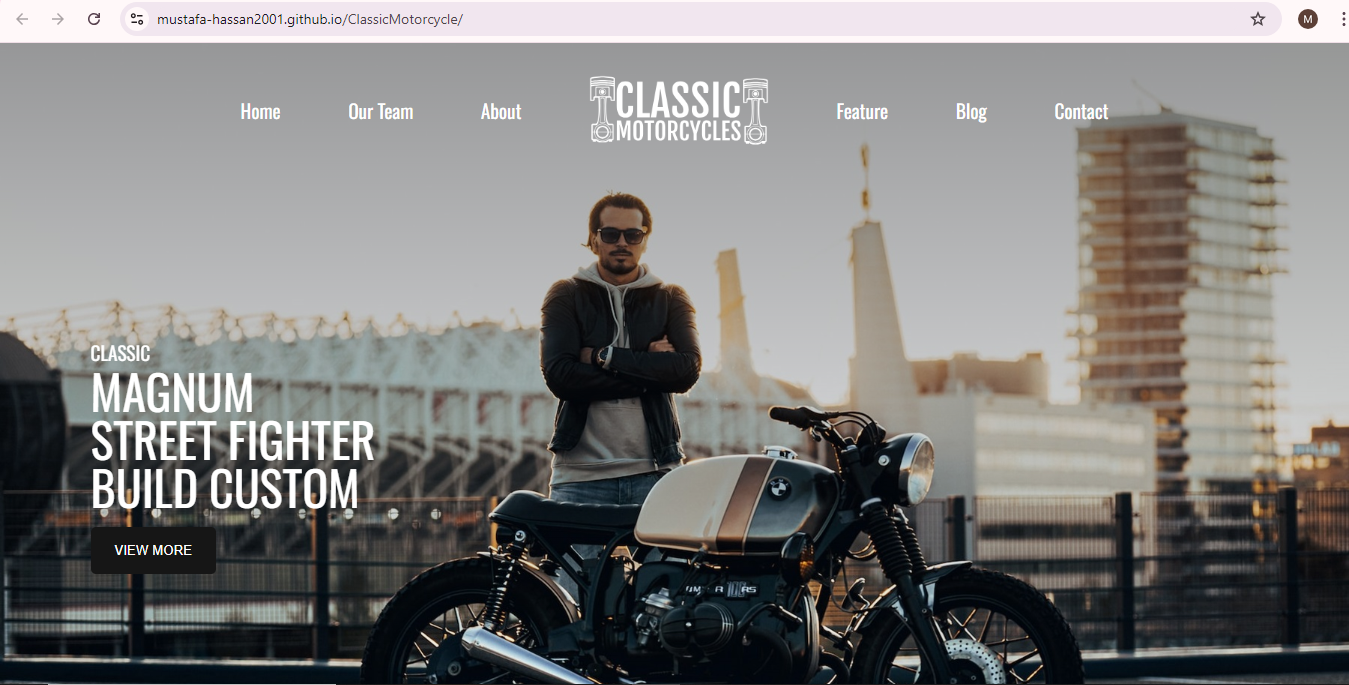 mustafa-hassan2001.github.io/ClassicMotorcycle/
M
Home Our Team About CLASSIC MOTORCYCLES Feature Blog Contact
CLASSIC
MAGNUM
STREET FIGHTER
BUILD CUSTOM
VIEW MORE
BMW